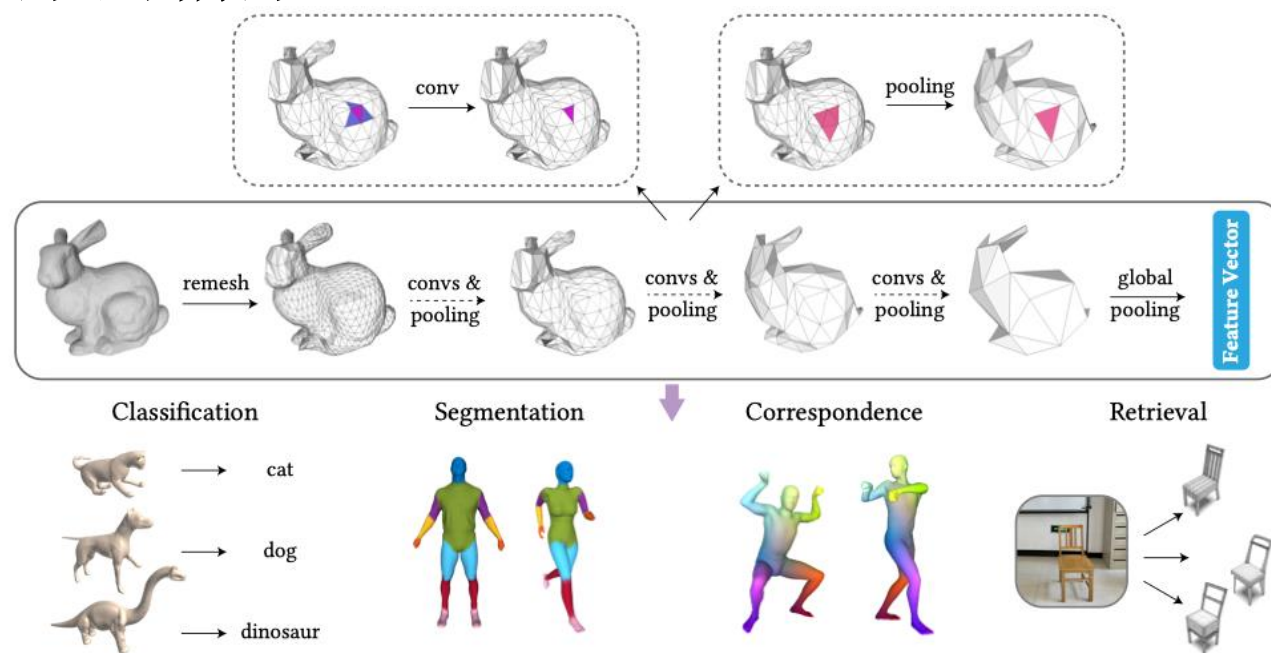 conv
pooling
remesh
convs &
pooling
convs &
pooling
convs &
pooling
global
pooling
Feature Vector
Classification
Segmentation
Correspondence
Retrieval
cat
dog
dinosaur